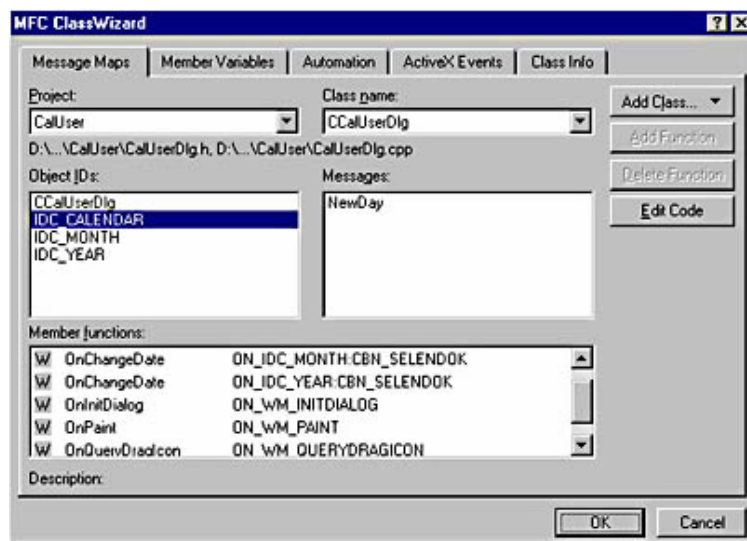 MFC ClassWizard
Message Maps Member Variables Automation ActiveX Events Class Info
Project: Class name: Add Class...
CalUser CCalUserDlg Add Function
D:\...\CalUser\CalUserDlg.h, D:\...\CalUser\CalUserDlg.cpp
Object IDs: Messages: Delete Function
CCalUserDlg NewDay
IDC_CALENDAR Edit Code
IDC_MONTH
IDC_YEAR
Member functions:
W OnChangeDate ON_IDC_MONTH:CBN_SELENDOK
W OnChangeDate ON_IDC_YEAR:CBN_SELENDOK
W OnInitDialog ON_WM_INITDIALOG
W OnPaint ON_WM_PAINT
W OnQueryDragIcon ON_WM_QUERYDRAGICON
Description:
OK Cancel